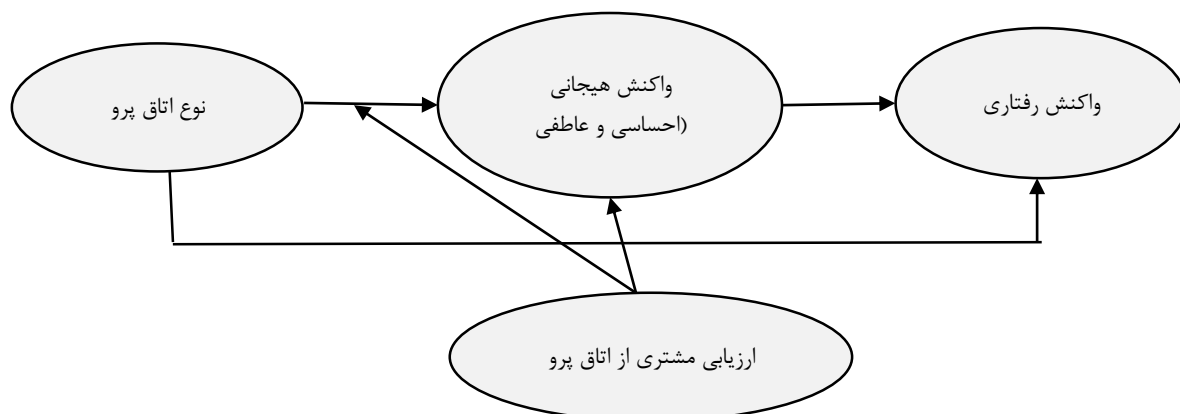 نوع اتاق پرو
واکنش هیجانی
(احساسی و عاطفی
واکنش رفتاری
ارزیابی مشتری از اتاق پرو